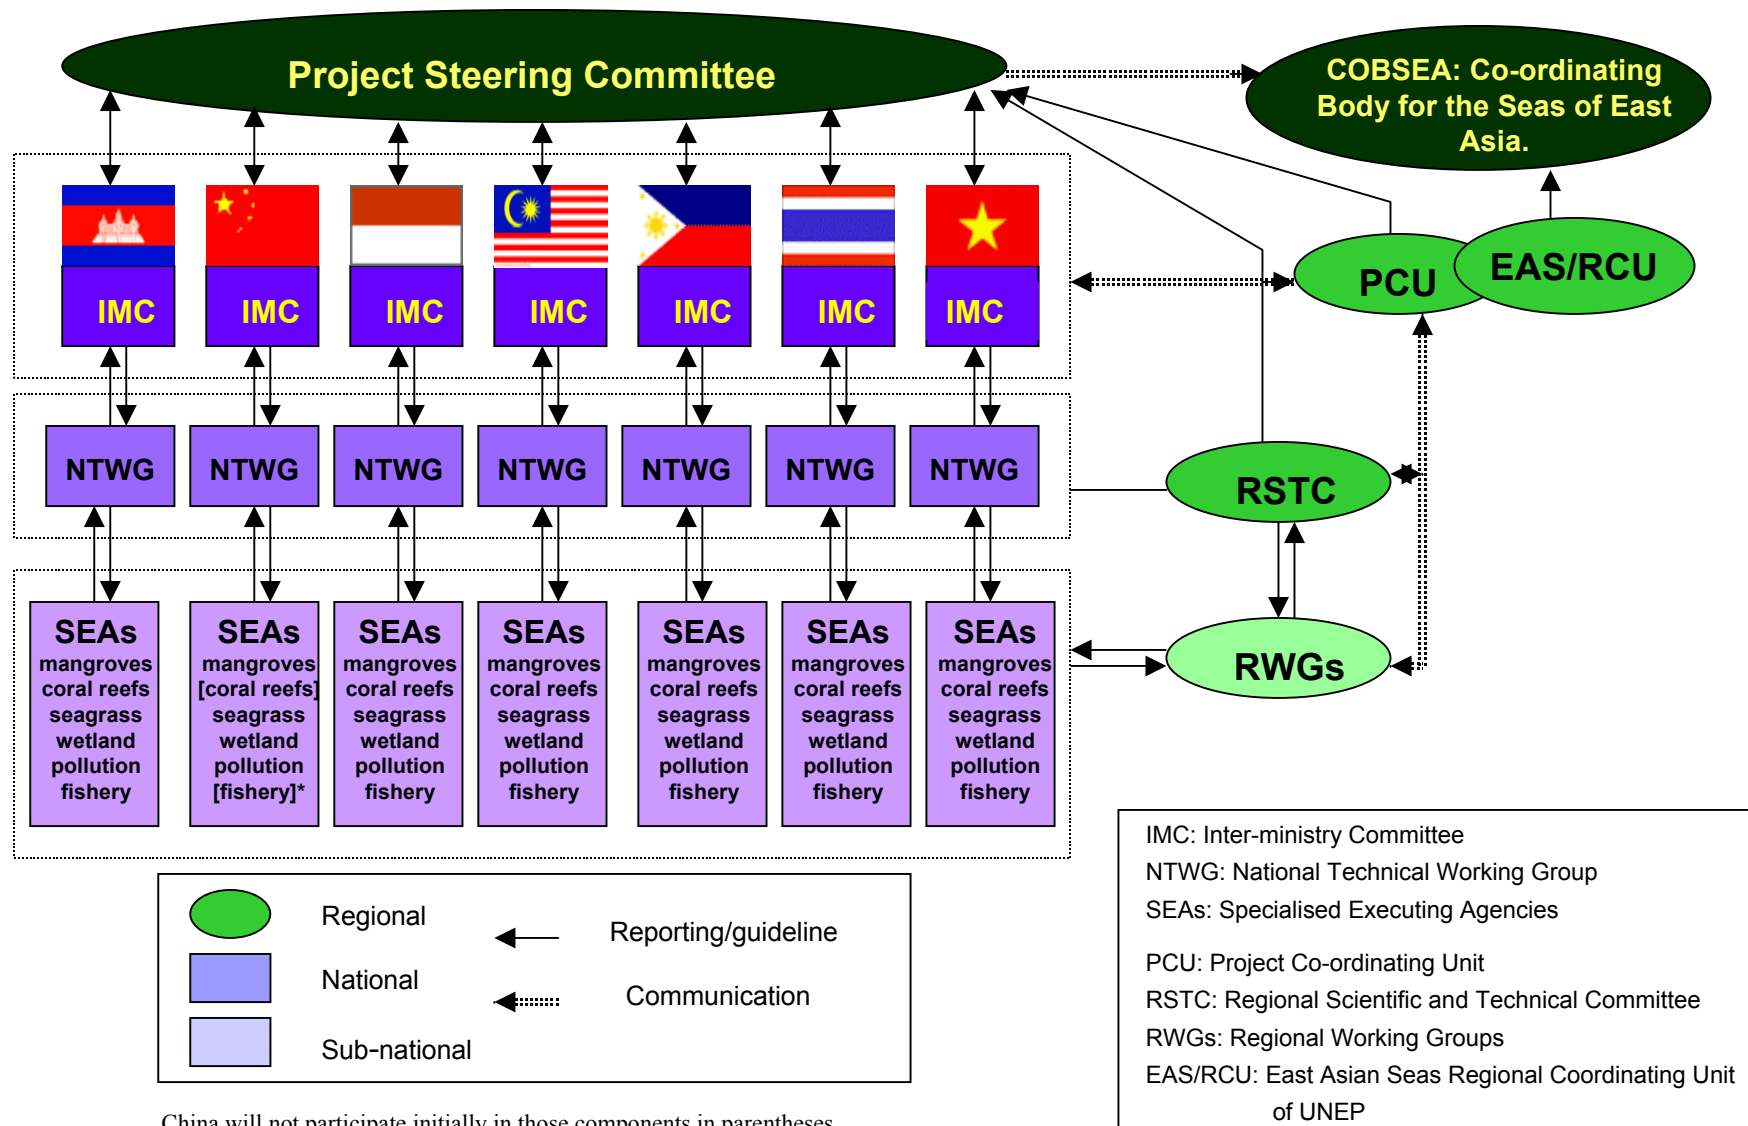 Project Steering Committee
COBSEA: Co-ordinating
Body for the Seas of East
Asia.
PCU
EAS/RCU
IMC IMC IMC IMC IMC IMC IMC
NTWG NTWG NTWG NTWG NTWG NTWG NTWG
RSTC
SEAs
mangroves
coral reefs
seagrass
wetland
pollution
fishery
SEAs
mangroves
[coral reefs]
seagrass
wetland
pollution
[fishery]*
SEAs
mangroves
coral reefs
seagrass
wetland
pollution
fishery
SEAs
mangroves
coral reefs
seagrass
wetland
pollution
fishery
SEAs
mangroves
coral reefs
seagrass
wetland
pollution
fishery
SEAs
mangroves
coral reefs
seagrass
wetland
pollution
fishery
SEAs
mangroves
coral reefs
seagrass
wetland
pollution
fishery
RWGs
Regional
National
Sub-national
Reporting/guideline
Communication
IMC: Inter-ministry Committee
NTWG: National Technical Working Group
SEAs: Specialised Executing Agencies
PCU: Project Co-ordinating Unit
RSTC: Regional Scientific and Technical Committee
RWGs: Regional Working Groups
EAS/RCU: East Asian Seas Regional Coordinating Unit
of UNEP
China will not participate initially in those components in parentheses